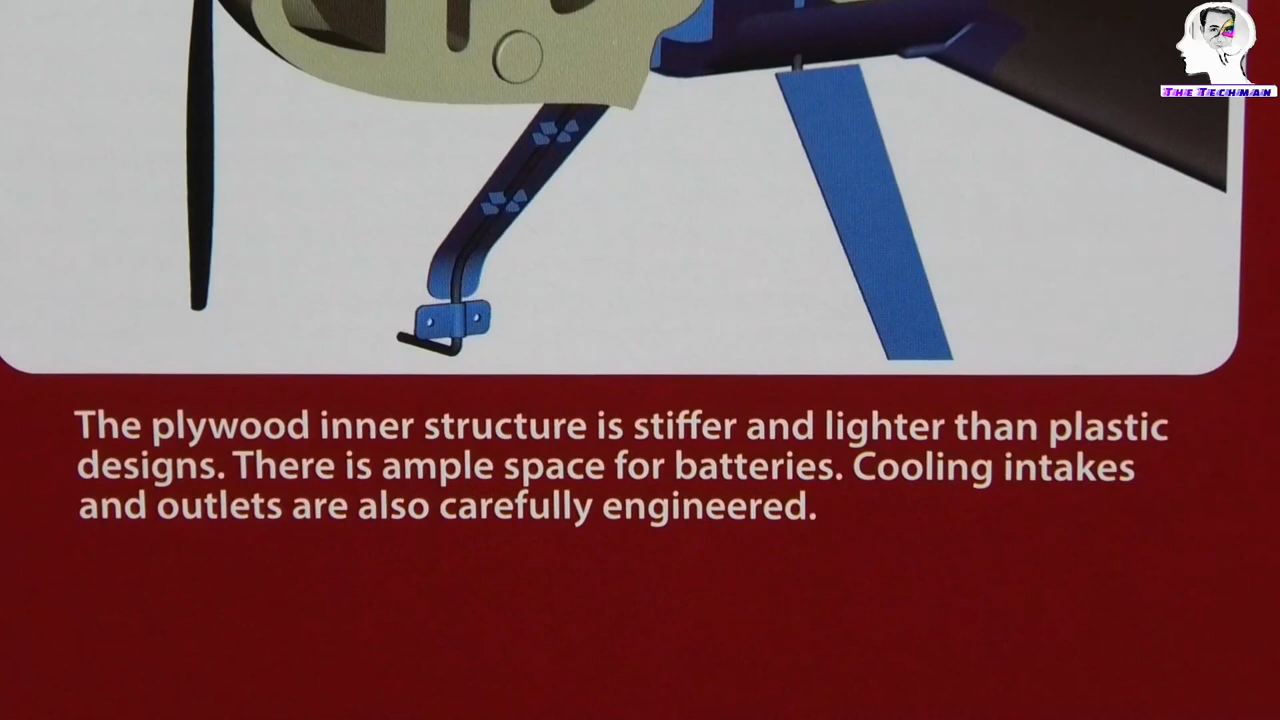 THE TECHMAN
The plywood inner structure is stiffer and lighter than plastic
designs. There is ample space for batteries. Cooling intakes
and outlets are also carefully engineered.